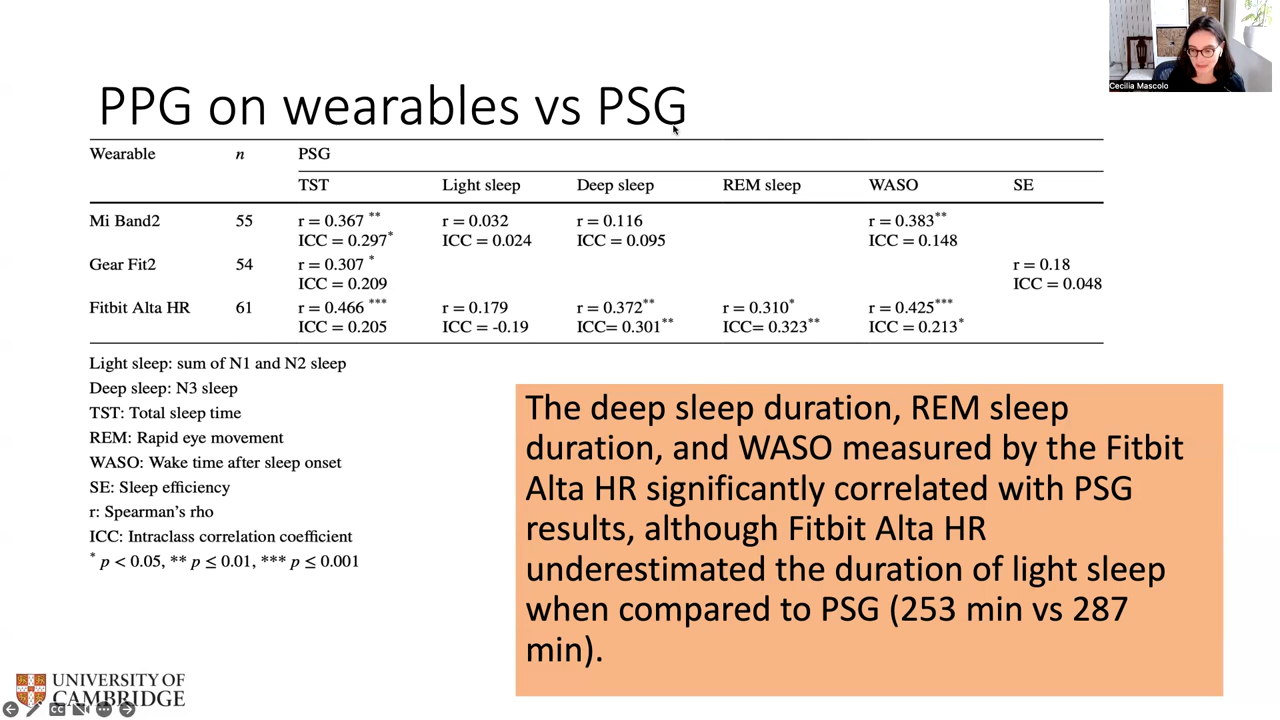 Cecilia Mascolo
PPG on wearables vs PSG
Wearable n PSG
TST Light sleep Deep sleep REM sleep WASO SE
Mi Band2 55 r = 0.367 ** r = 0.032 r = 0.116 r = 0.383**
ICC = 0.297* ICC = 0.024 ICC = 0.095 ICC = 0.148
Gear Fit2 54 r = 0.307 * r = 0.18
ICC = 0.209 ICC = 0.048
Fitbit Alta HR 61 r = 0.466 *** r = 0.179 r = 0.372** r = 0.310* r = 0.425***
ICC = 0.205 ICC = -0.19 ICC= 0.301** ICC= 0.323** ICC = 0.213*
Light sleep: sum of N1 and N2 sleep
Deep sleep: N3 sleep
TST: Total sleep time
REM: Rapid eye movement
WASO: Wake time after sleep onset
SE: Sleep efficiency
r: Spearman's rho
ICC: Intraclass correlation coefficient
* p < 0.05, ** p ≤ 0.01, *** p ≤ 0.001
The deep sleep duration, REM sleep
duration, and WASO measured by the Fitbit
Alta HR significantly correlated with PSG
results, although Fitbit Alta HR
underestimated the duration of light sleep
when compared to PSG (253 min vs 287
min).
UNIVERSITY OF
CAMBRIDGE
CC